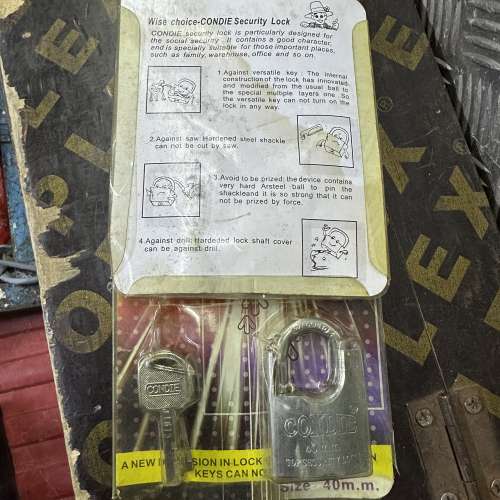 Wise choice-CONDIE Security Lock
CONDIE security lock is particularly designed for
the social security . It contains a good character,
and is specially suitable for those important places,
such as family, warehouse, office and so on.
1.Against versatile key : The internal
construction of the lock has innovated
and modified from the usual ball to
the special multiple layers one. So
the versatile key can not turn on the
lock in any way.
2.Against saw: Hardened steel shackle
can not be cut by saw.
3.Avoid to be prized: the device contains
very hard Arsteel ball to pin the
shackleand it is so strong that it can
not be prized by force.
4.Against drill: Hardeded lock shaft cover
can be against drill.
CONDIE
CONDIE
TOP SECURITY
A NEW
SION IN LOCK
KEYS CAN NO
Size 40m.m.
ROLEX